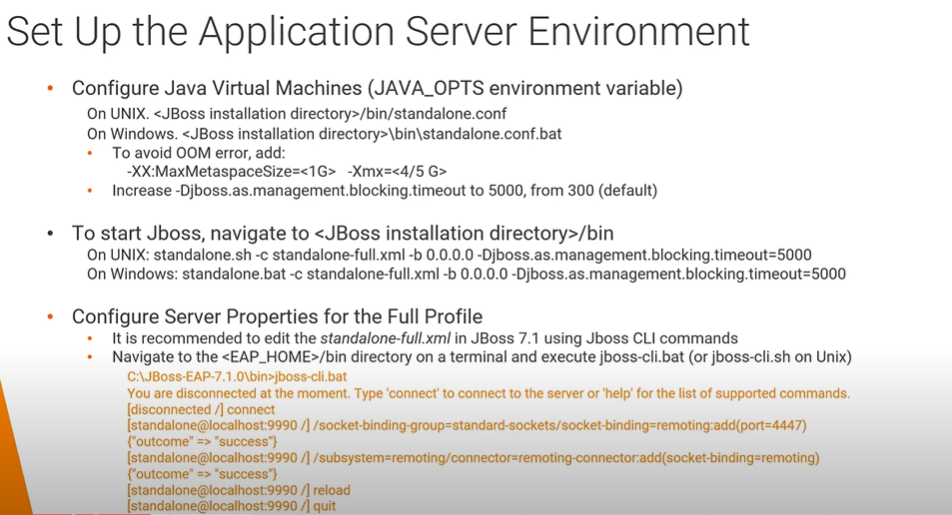 Set Up the Application Server Environment
• Configure Java Virtual Machines (JAVA_OPTS environment variable)
On UNIX. <JBoss installation directory>/bin/standalone.conf
On Windows. <JBoss installation directory>\bin\standalone.conf.bat
• To avoid OOM error, add:
-XX:MaxMetaspaceSize=<1G> -Xmx=<4/5 G>
• Increase -Djboss.as.management.blocking.timeout to 5000, from 300 (default)
• To start Jboss, navigate to <JBoss installation directory>/bin
On UNIX: standalone.sh -c standalone-full.xml -b 0.0.0.0 -Djboss.as.management.blocking.timeout=5000
On Windows: standalone.bat -c standalone-full.xml -b 0.0.0.0 -Djboss.as.management.blocking.timeout=5000
• Configure Server Properties for the Full Profile
• It is recommended to edit the standalone-full.xml in JBoss 7.1 using Jboss CLI commands
• Navigate to the <EAP_HOME>/bin directory on a terminal and execute jboss-cli.bat (or jboss-cli.sh on Unix)
C:\JBoss-EAP-7.1.0\bin>jboss-cli.bat
You are disconnected at the moment. Type 'connect' to connect to the server or 'help' for the list of supported commands.
[disconnected /] connect
[standalone@localhost:9990 /] /socket-binding-group=standard-sockets/socket-binding=remoting:add(port=4447)
{"outcome" => "success"}
[standalone@localhost:9990 /] /subsystem=remoting/connector=remoting-connector:add(socket-binding=remoting)
{"outcome" => "success"}
[standalone@localhost:9990 /] reload
[standalone@localhost:9990 /] quit